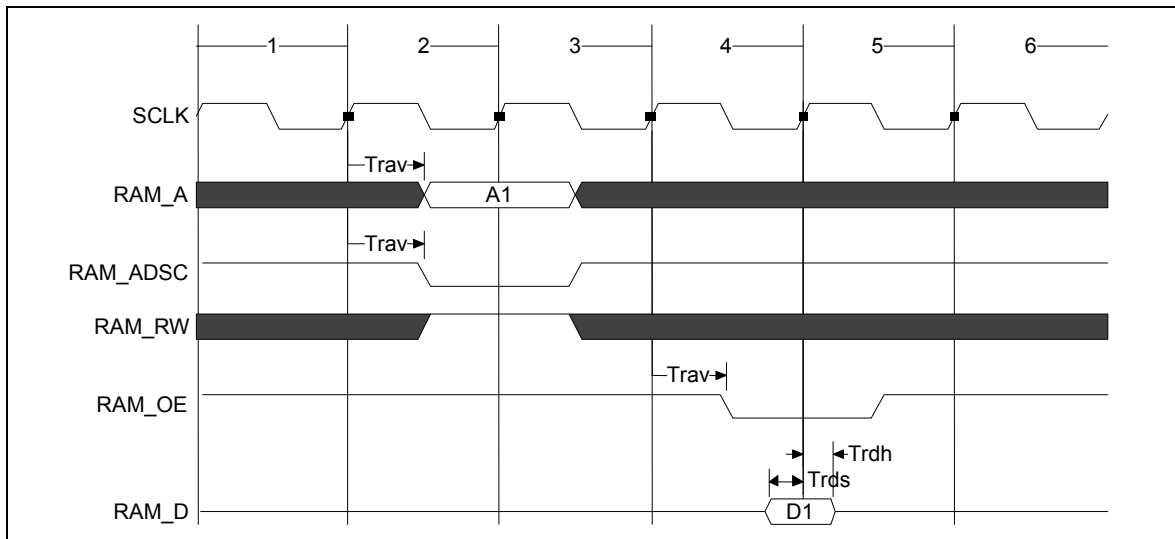 1 2 3 4 5 6
SCLK
Trav
RAM_A A1
Trav
RAM_ADSC
RAM_RW
Trav
RAM_OE
Trdh
Trds
RAM_D D1